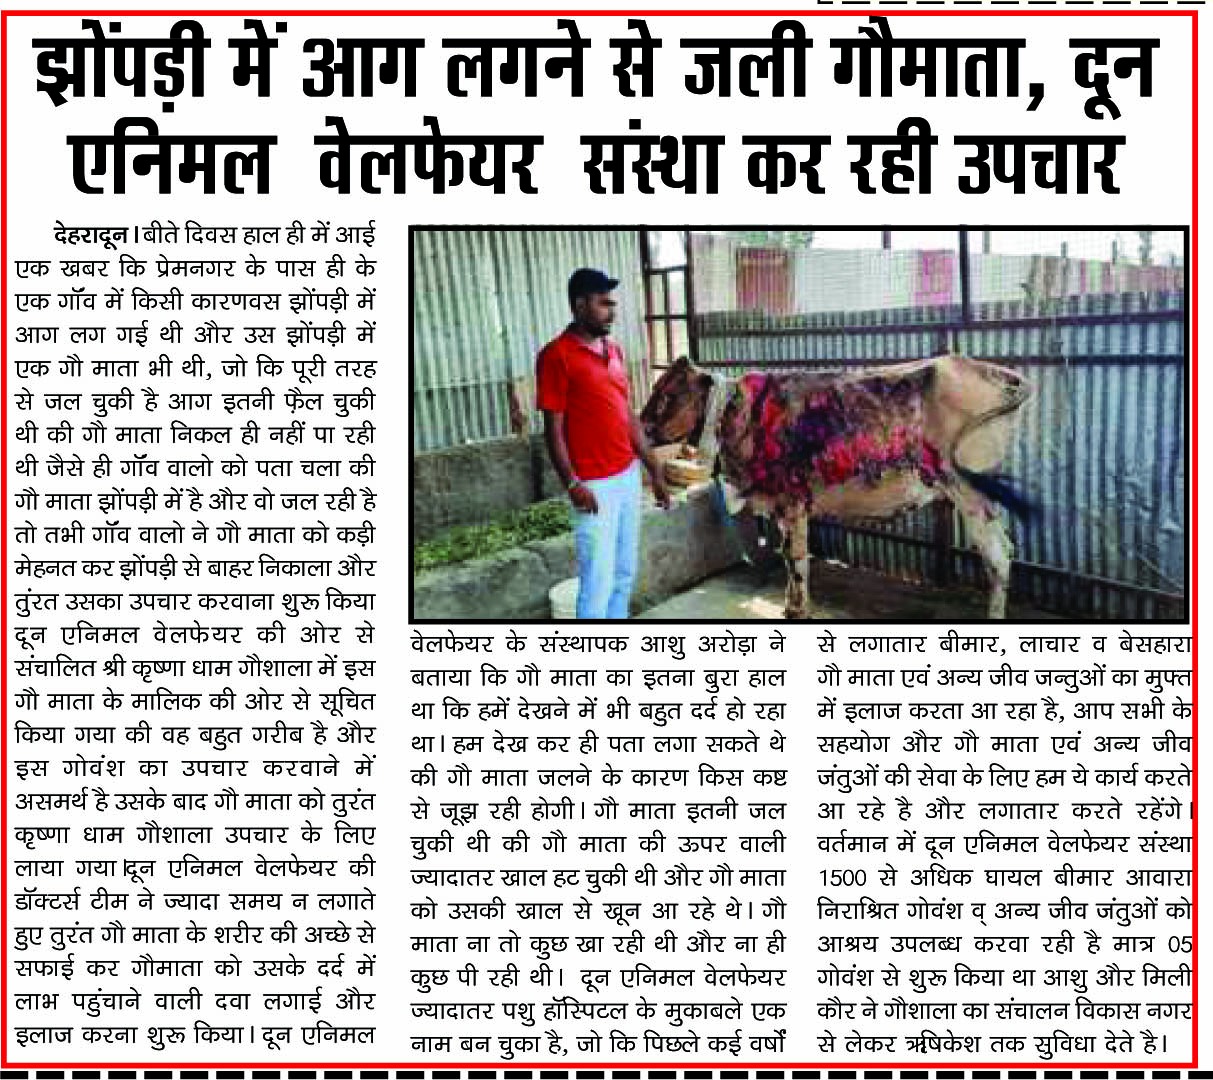 झोंपड़ी में आग लगने से जली गौमाता, दून
एनिमल वेलफेयर संस्था कर रही उपचार
देहरादून। बीते दिवस हाल ही में आई
एक खबर कि प्रेमनगर के पास ही के
एक गॉंव में किसी कारणवस झोंपड़ी में
आग लग गई थी और उस झोंपड़ी में
एक गौ माता भी थी, जो कि पूरी तरह
से जल चुकी है आग इतनी फ़ैल चुकी
थी की गौ माता निकल ही नहीं पा रही
थी जैसे ही गॉंव वालो को पता चला की
गौ माता झोंपड़ी में है और वो जल रही है
तो तभी गॉंव वालो ने गौ माता को कड़ी
मेहनत कर झोंपड़ी से बाहर निकाला और
तुंरत उसका उपचार करवाना शुरू किया
दून एनिमल वेलफेयर की ओर से
संचालित श्री कृष्णा धाम गौशाला में इस
गौ माता के मालिक की ओर से सूचित
किया गया की वह बहुत गरीब है और
इस गोवंश का उपचार करवाने में
असमर्थ है उसके बाद गौ माता को तुरंत
कृष्णा धाम गौशाला उपचार के लिए
लाया गया।दून एनिमल वेलफेयर की
डॉक्टर्स टीम ने ज्यादा समय न लगाते
हुए तुरंत गौ माता के शरीर की अच्छे से
सफाई कर गौमाता को उसके दर्द में
लाभ पहुंचाने वाली दवा लगाई और
इलाज करना शुरू किया। दून एनिमल
वेलफेयर के संस्थापक आशु अरोड़ा ने
बताया कि गौ माता का इतना बुरा हाल
था कि हमें देखने में भी बहुत दर्द हो रहा
था। हम देख कर ही पता लगा सकते थे
की गौ माता जलने के कारण किस कष्ट
से जूझ रही होगी। गौ माता इतनी जल
चुकी थी की गौ माता की ऊपर वाली
ज्यादातर खाल हट चुकी थी और गौ माता
को उसकी खाल से खून आ रहे थे। गौ
माता ना तो कुछ खा रही थी और ना ही
कुछ पी रही थी। दून एनिमल वेलफेयर
ज्यादातर पशु हॉस्पिटल के मुकाबले एक
नाम बन चुका है, जो कि पिछले कई वर्षों
से लगातार बीमार, लाचार व बेसहारा
गौ माता एवं अन्य जीव जन्तुओं का मुफ्त
में इलाज करता आ रहा है, आप सभी के
सहयोग और गौ माता एवं अन्य जीव
जंतुओं की सेवा के लिए हम ये कार्य करते
आ रहे है और लगातार करते रहेंगे।
वर्तमान में दून एनिमल वेलफेयर संस्था
1500 से अधिक घायल बीमार आवारा
निराश्रित गोवंश व् अन्य जीव जंतुओं को
आश्रय उपलब्ध करवा रही है मात्र 05
गोवंश से शुरू किया था आशु और मिली
कौर ने गौशाला का संचालन विकास नगर
से लेकर ऋषिकेश तक सुविधा देते है।